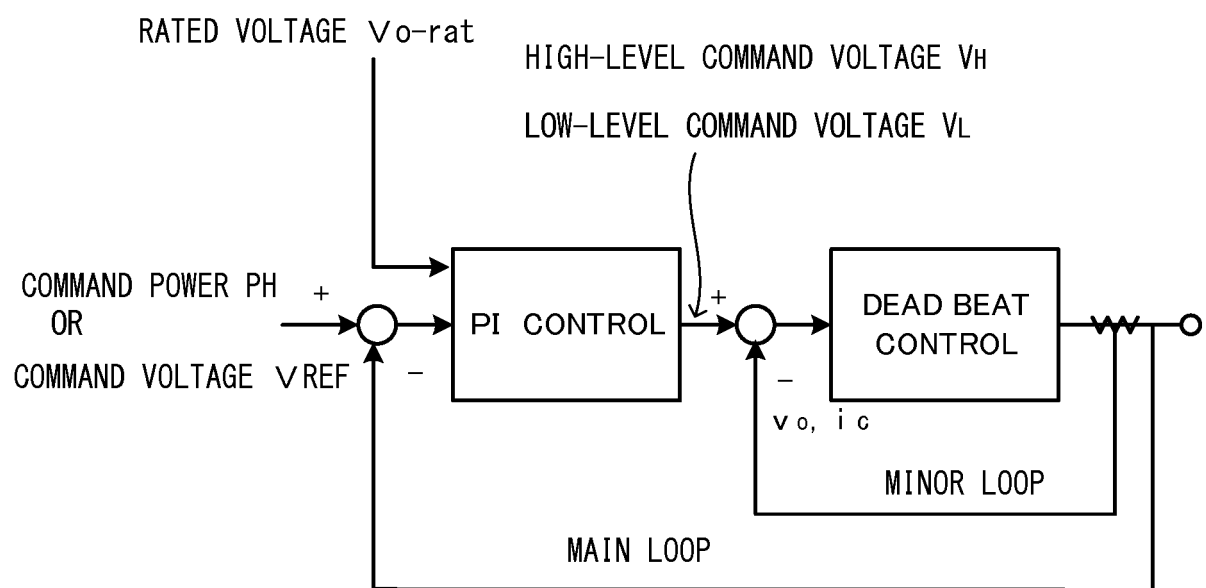 RATED VOLTAGE Vo-rat
HIGH-LEVEL COMMAND VOLTAGE VH
LOW-LEVEL COMMAND VOLTAGE VL
COMMAND POWER PH
OR
COMMAND VOLTAGE VREF
+
-
PI CONTROL
+
-
vo, ic
DEAD BEAT
CONTROL
MINOR LOOP
MAIN LOOP